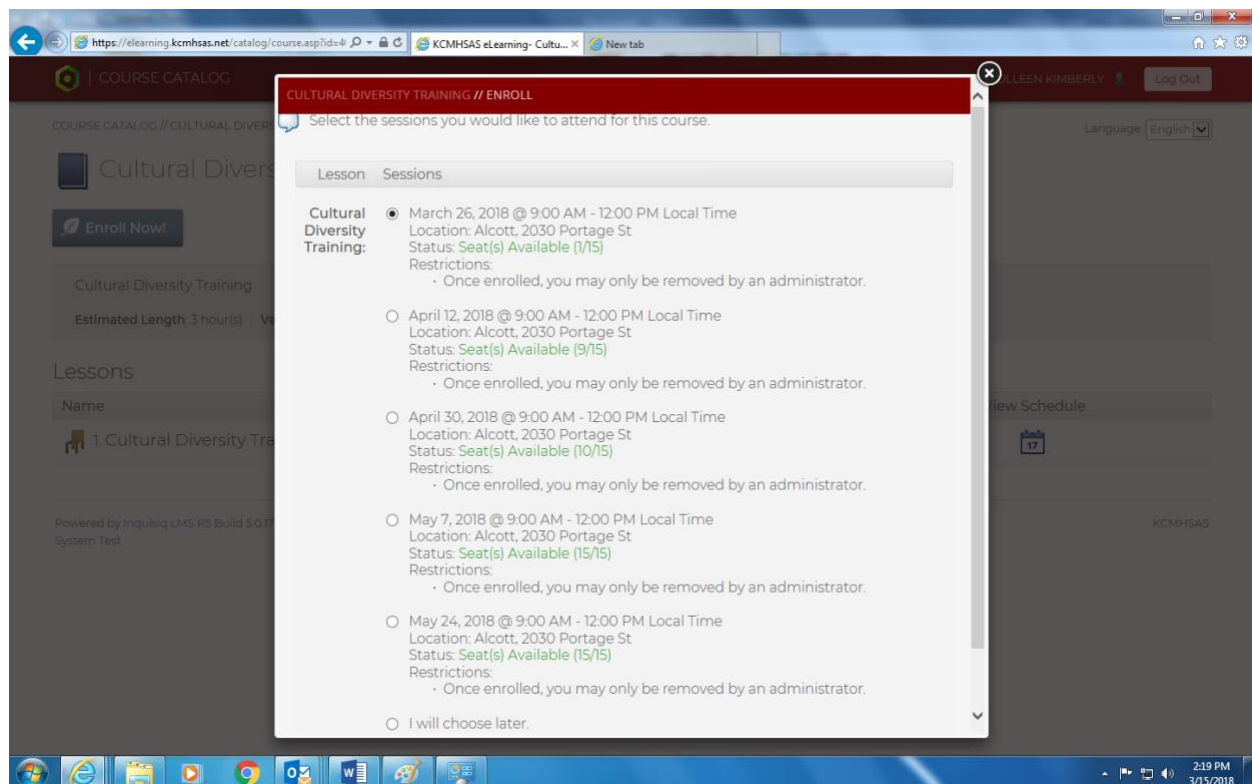 https://elearning.kcmhsas.net/catalog/course.asp?id=4
KCMHSAS eLearning- Cultu...
New tab
COURSE CATALOG
KIMBERLY
Log Out
CULTURAL DIVERSITY TRAINING // ENROLL
COURSE CATALOG // CULTURAL DIVERS
Select the sessions you would like to attend for this course.
Language: English
Cultural Divers
Lesson Sessions
Enroll Now!
Cultural Diversity Training:
March 26, 2018 @ 9:00 AM - 12:00 PM Local Time
Location: Alcott, 2030 Portage St
Status: Seat(s) Available (1/15)
Restrictions:
• Once enrolled, you may only be removed by an administrator.
Cultural Diversity Training
Estimated Length: 3 hour(s)
April 12, 2018 @ 9:00 AM - 12:00 PM Local Time
Location: Alcott, 2030 Portage St
Status: Seat(s) Available (9/15)
Restrictions:
• Once enrolled, you may only be removed by an administrator.
Lessons
Name
View Schedule
17
1. Cultural Diversity Tra
April 30, 2018 @ 9:00 AM - 12:00 PM Local Time
Location: Alcott, 2030 Portage St
Status: Seat(s) Available (10/15)
Restrictions:
• Once enrolled, you may only be removed by an administrator.
May 7, 2018 @ 9:00 AM - 12:00 PM Local Time
Location: Alcott, 2030 Portage St
Status: Seat(s) Available (15/15)
Restrictions:
• Once enrolled, you may only be removed by an administrator.
Powered by Inquisiq LMS R5 Build 5.0.17
System Test
KCMHSAS
May 24, 2018 @ 9:00 AM - 12:00 PM Local Time
Location: Alcott, 2030 Portage St
Status: Seat(s) Available (15/15)
Restrictions:
• Once enrolled, you may only be removed by an administrator.
I will choose later.
2:19 PM
3/15/2018